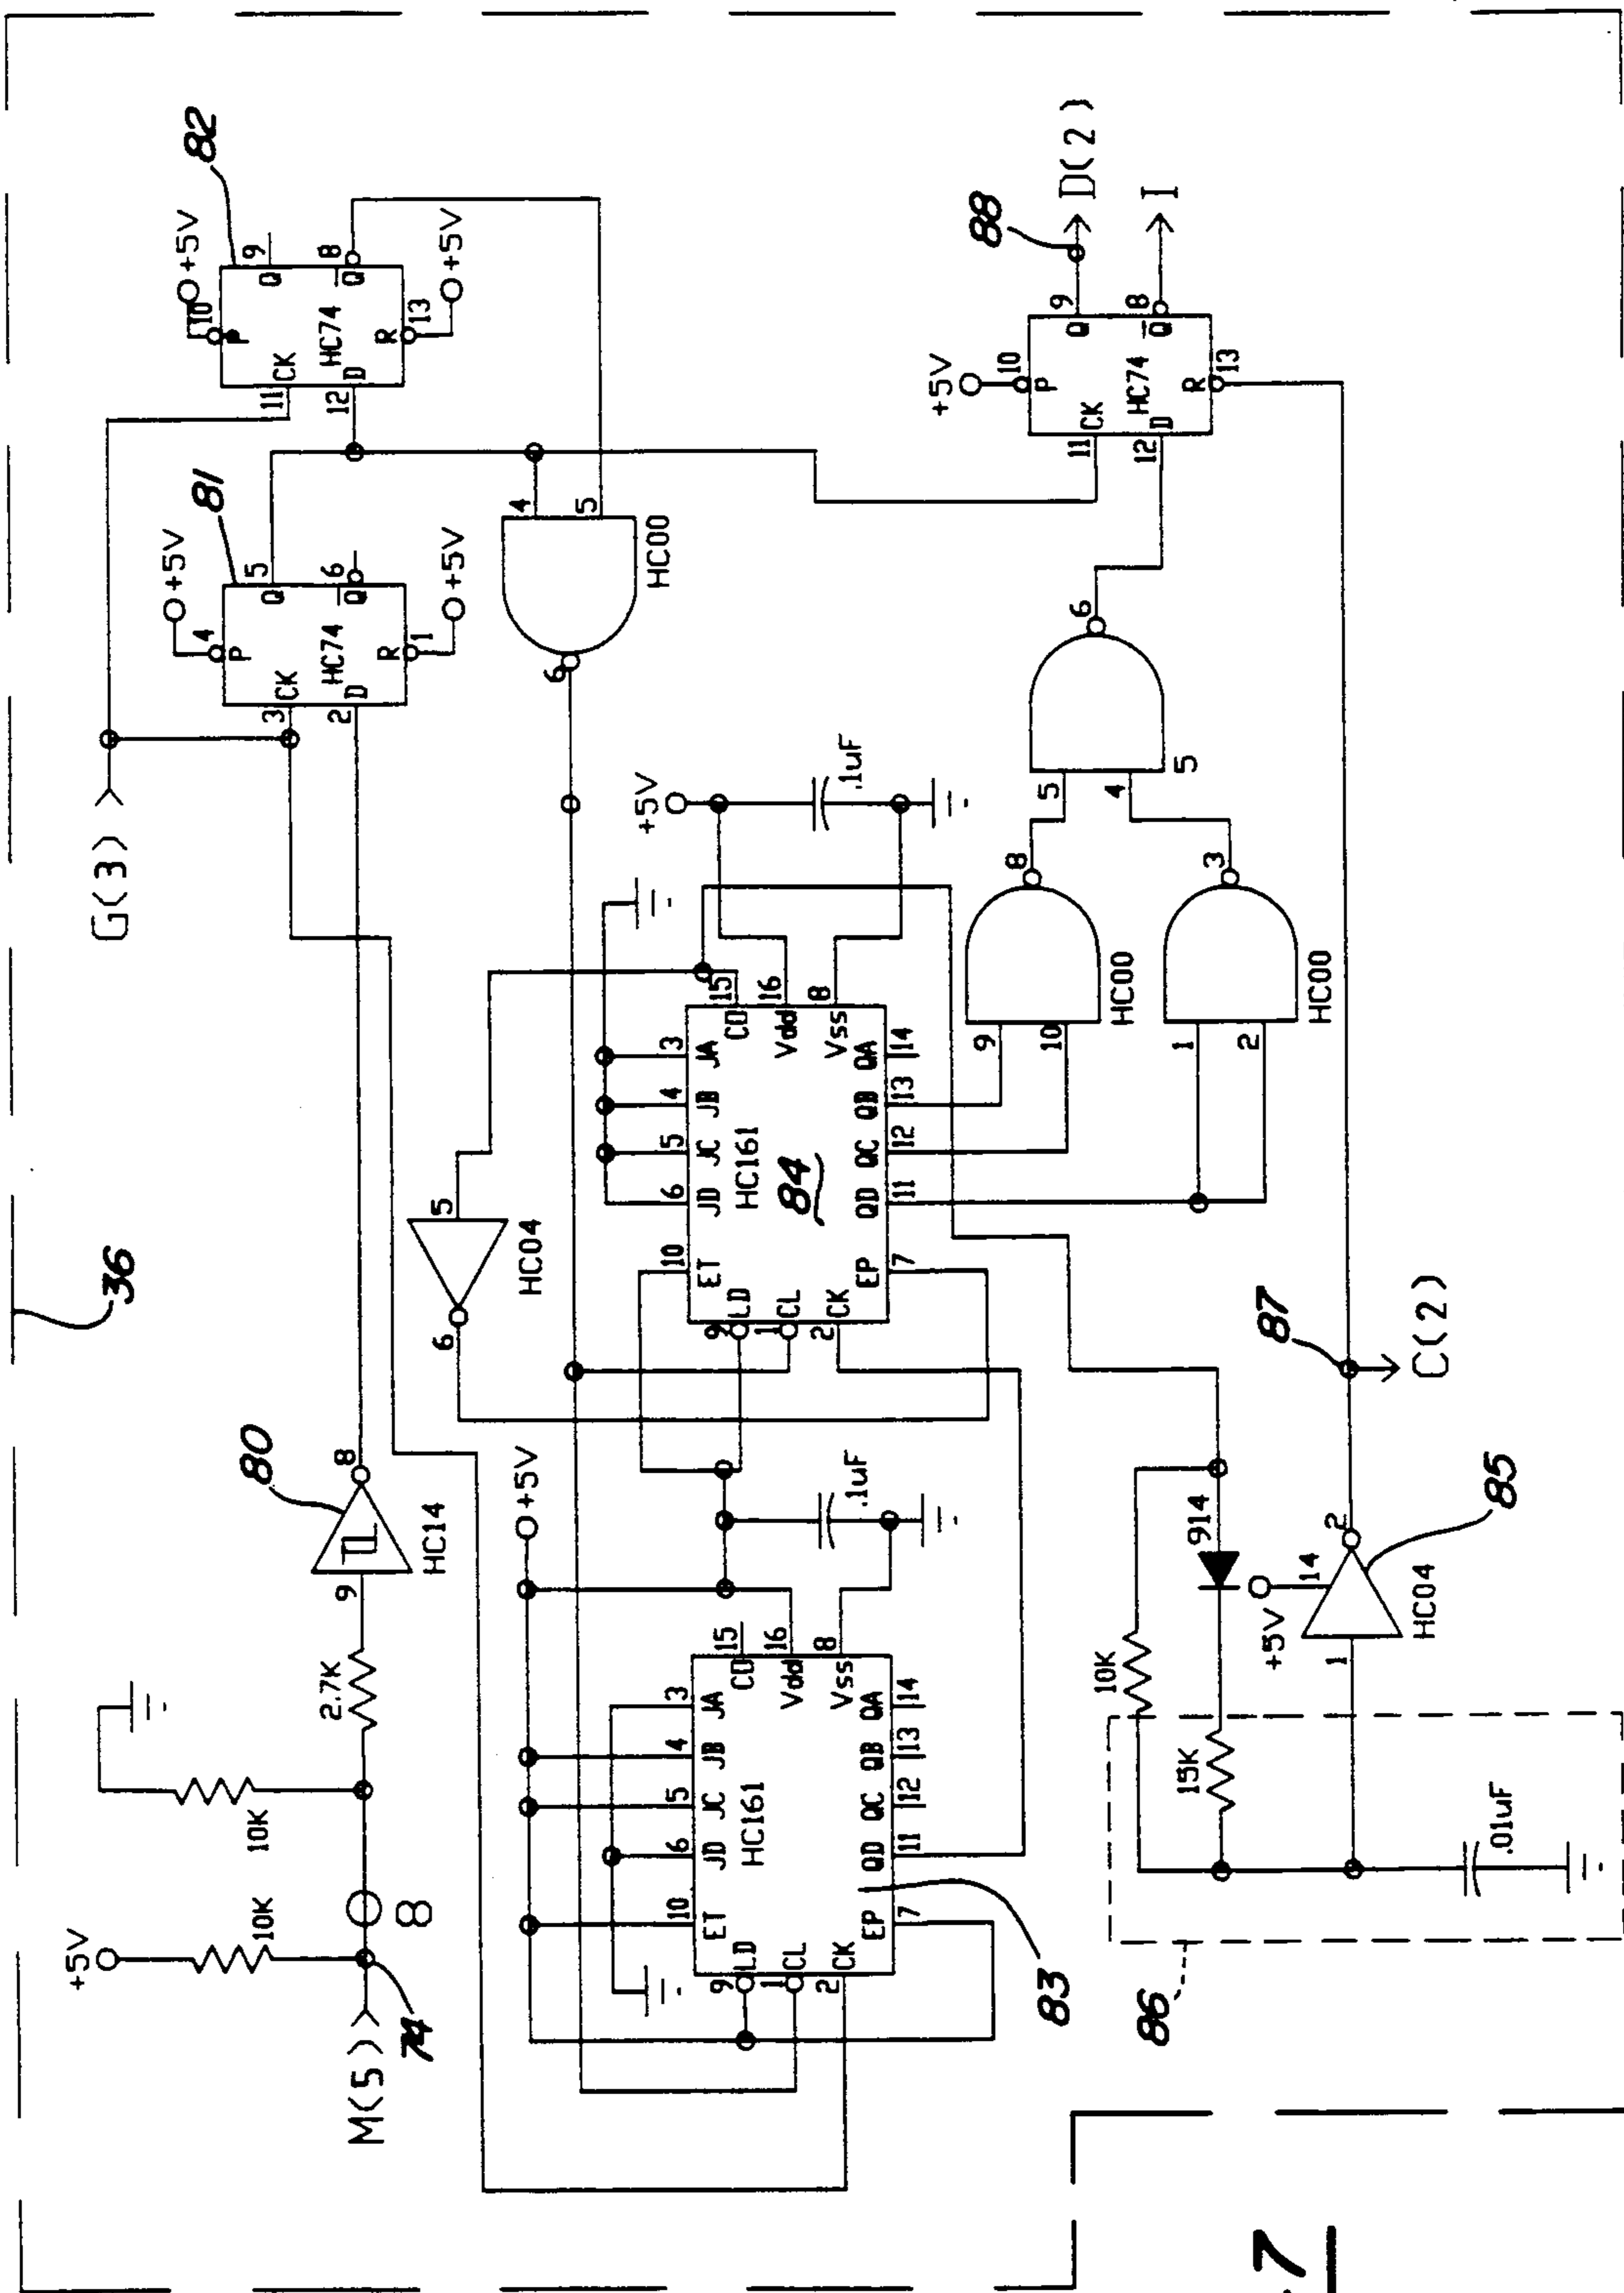 36
G(3)
+5V
10K
M(5)
74
8
10K
2.7K
9
80
8
HC14
+5V
4
P
81
3
CK
Q
5
HC74
2
D
Q
6
R
1
+5V
+5V
10
P
82
11
CK
Q
9
HC74
12
D
Q
8
R
13
+5V
5
6
HC04
4
5
6
HC00
+5V
10
6
5
4
3
ET
JD
JC
JB
JA
9
LD
CD
15
1
CL
HC161
Vdd
16
2
CK
Vss
8
EP
QD
QC
QB
QA
7
11
12
13
14
83
.1uF
10
6
5
4
3
ET
JD
JC
JB
JA
9
LD
CD
15
1
CL
HC161
Vdd
16
2
CK
84
Vss
8
EP
QD
QC
QB
QA
7
11
12
13
14
+5V
.1uF
9
10
8
HC00
1
2
3
HC00
5
4
6
5
+5V
10
P
11
CK
Q
9
88
D(2)
HC74
12
D
Q
8
I
R
13
86
10K
15K
914
+5V
14
1
2
HC04
85
.01uF
87
C(2)
7